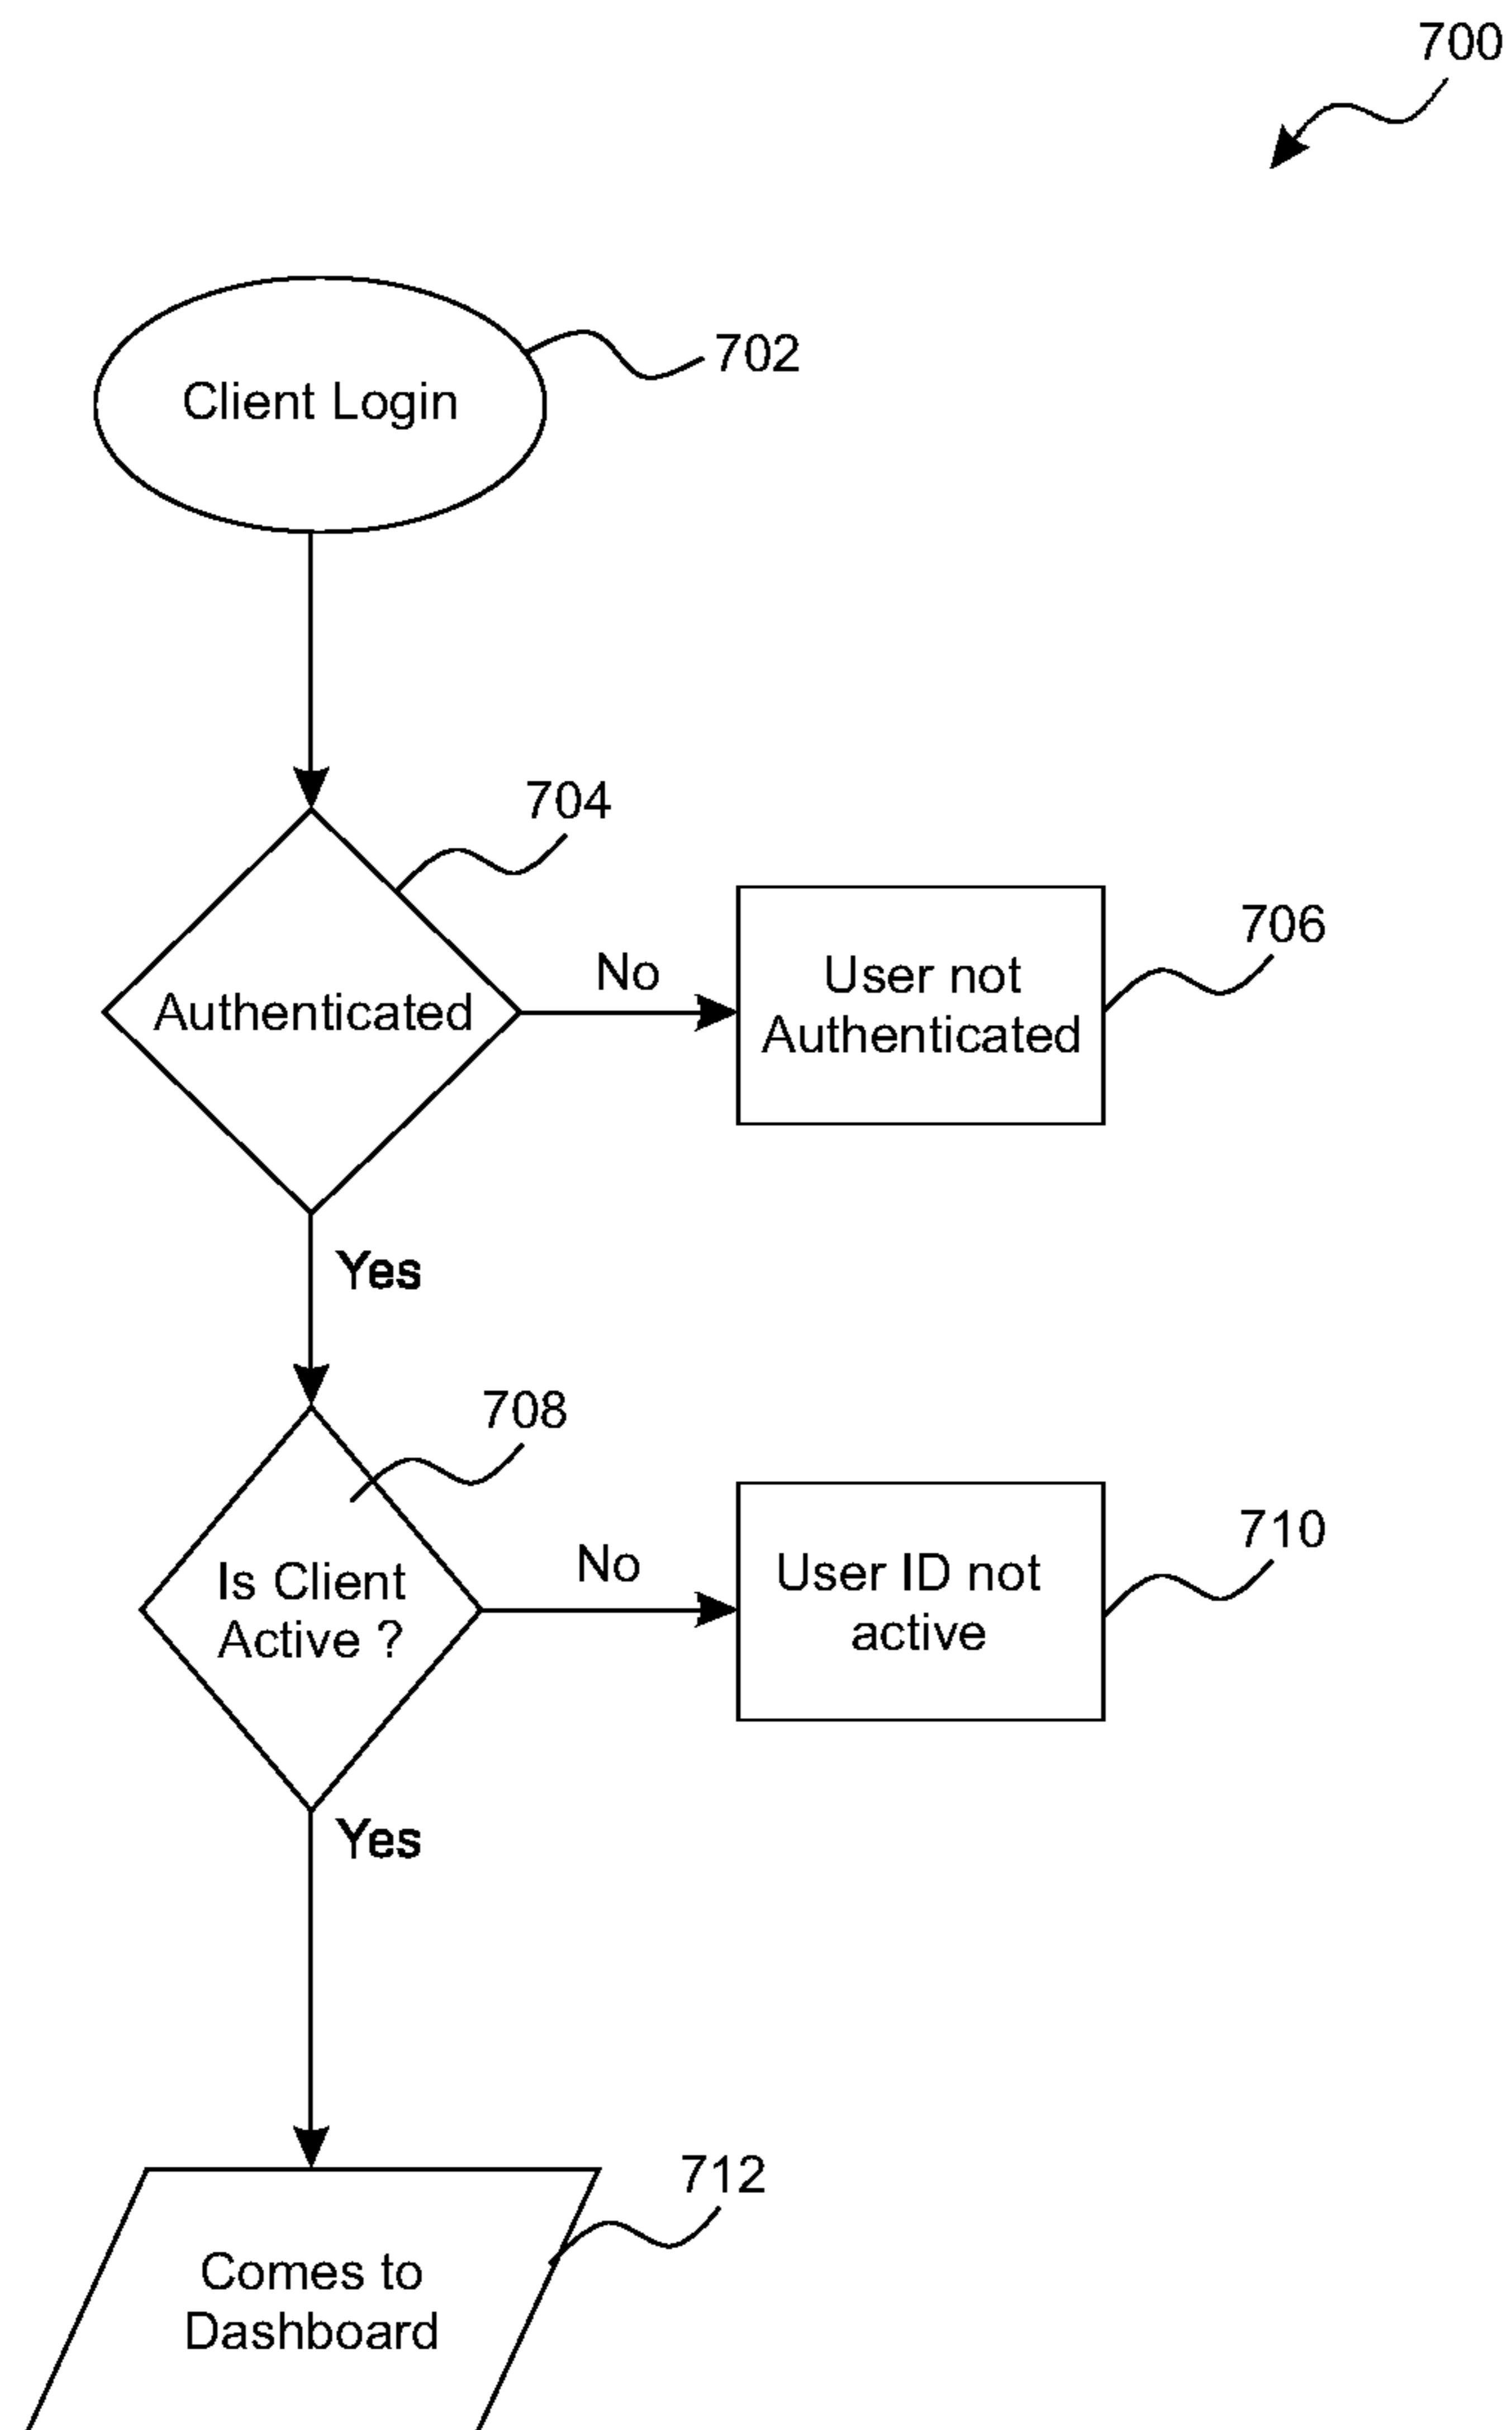 700
Client Login
702
704
Authenticated
No
User not
Authenticated
706
Yes
708
Is Client
Active ?
No
User ID not
active
710
Yes
712
Comes to
Dashboard